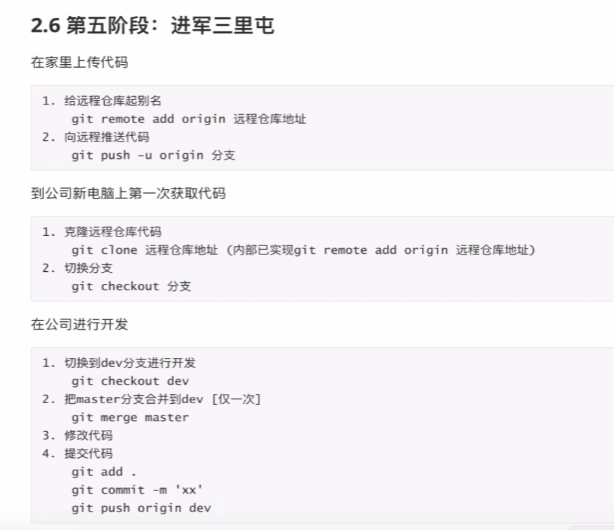 2.6 第五阶段：进军三里屯
在家里上传代码
1. 给远程仓库起别名
git remote add origin 远程仓库地址
2. 向远程推送代码
git push -u origin 分支
到公司新电脑上第一次获取代码
1. 克隆远程仓库代码
git clone 远程仓库地址 (内部已实现git remote add origin 远程仓库地址)
2. 切换分支
git checkout 分支
在公司进行开发
1. 切换到dev分支进行开发
git checkout dev
2. 把master分支合并到dev [仅一次]
git merge master
3. 修改代码
4. 提交代码
git add .
git commit -m 'xx'
git push origin dev